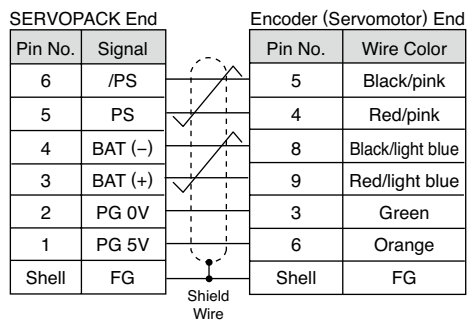 SERVOPACK End Encoder (Servomotor) End
Pin No. Signal Pin No. Wire Color
6 /PS 5 Black/pink
5 PS 4 Red/pink
4 BAT (−) 8 Black/light blue
3 BAT (+) 9 Red/light blue
2 PG 0V 3 Green
1 PG 5V 6 Orange
Shell FG Shell FG
Shield
Wire